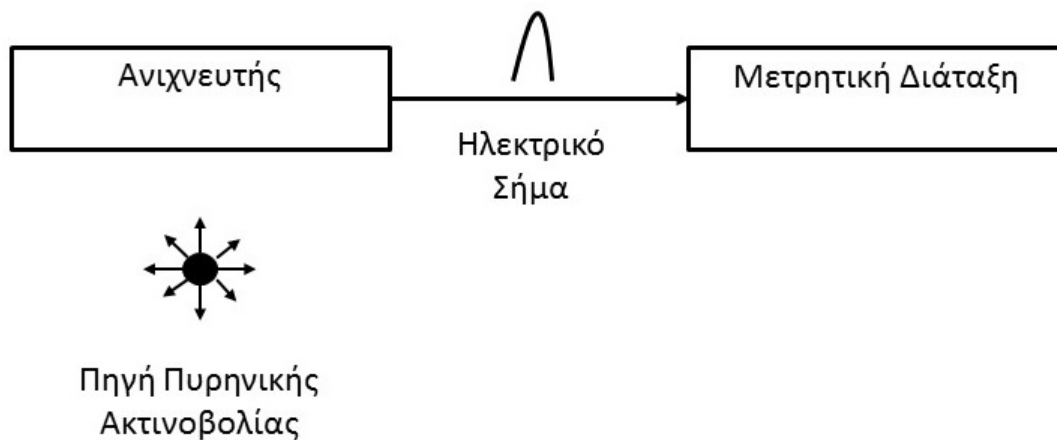 Ανιχνευτής
Μετρητική Διάταξη
Ηλεκτρικό
Σήμα
Πηγή Πυρηνικής
Ακτινοβολίας